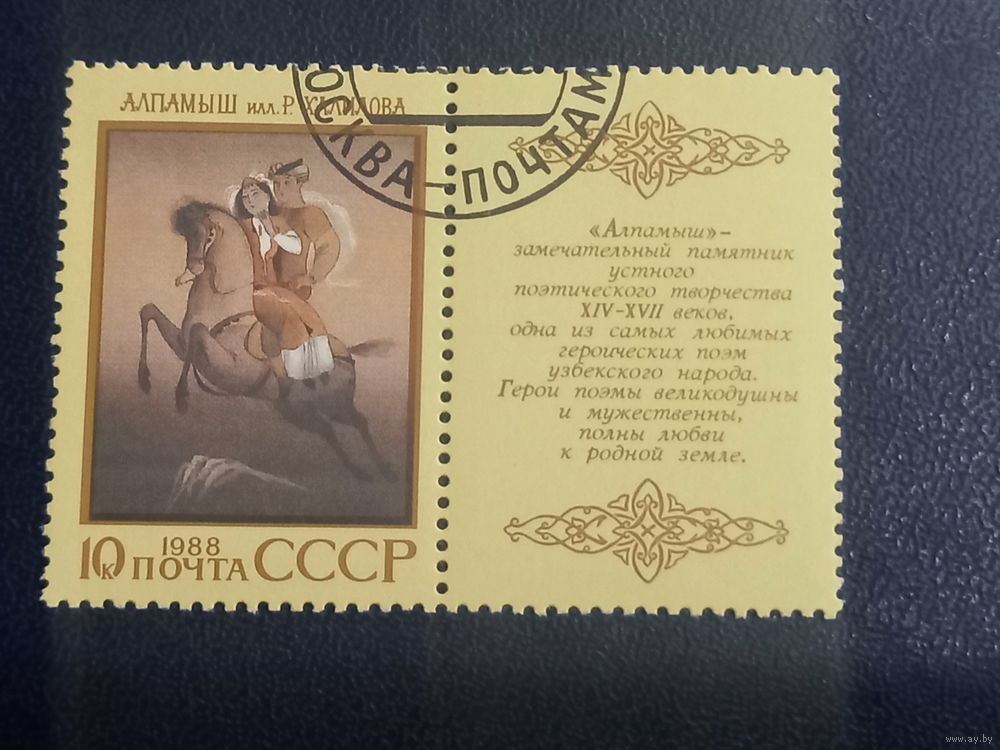 АЛПАМЫШ илл. Р. ХАЛИЛОВА
ОСКВА-ПОЧТАМ
«Алпамыш»-
замечательный памятник
устного
поэтического творчества
XIV-XVII веков,
одна из самых любимых
героических поэм
узбекского народа.
Герои поэмы великодушны
и мужественны,
полны любви
к родной земле.
1988
10к ПОЧТА СССР
www.ay.by